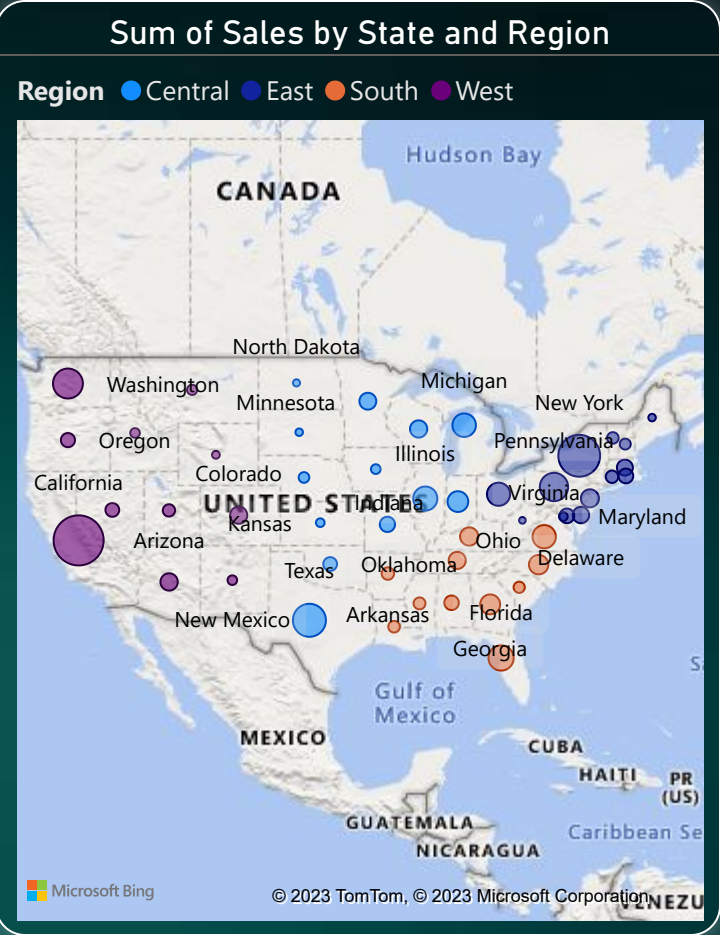 Sum of Sales by State and Region
Region Central East South West
Hudson Bay
CANADA
North Dakota
Michigan
Washington
Minnesota
New York
Oregon
Pennsylvania
Illinois
Colorado
California
UNITED STATES
Indiana
Virginia
Kansas
Maryland
Arizona
Ohio
Delaware
Texas
Oklahoma
New Mexico
Arkansas
Florida
Georgia
Gulf of
Mexico
MEXICO
CUBA
HAITI
PR
(US)
GUATEMALA
Caribbean Se
NICARAGUA
Microsoft Bing
© 2023 TomTom, © 2023 Microsoft Corporation
VENEZU